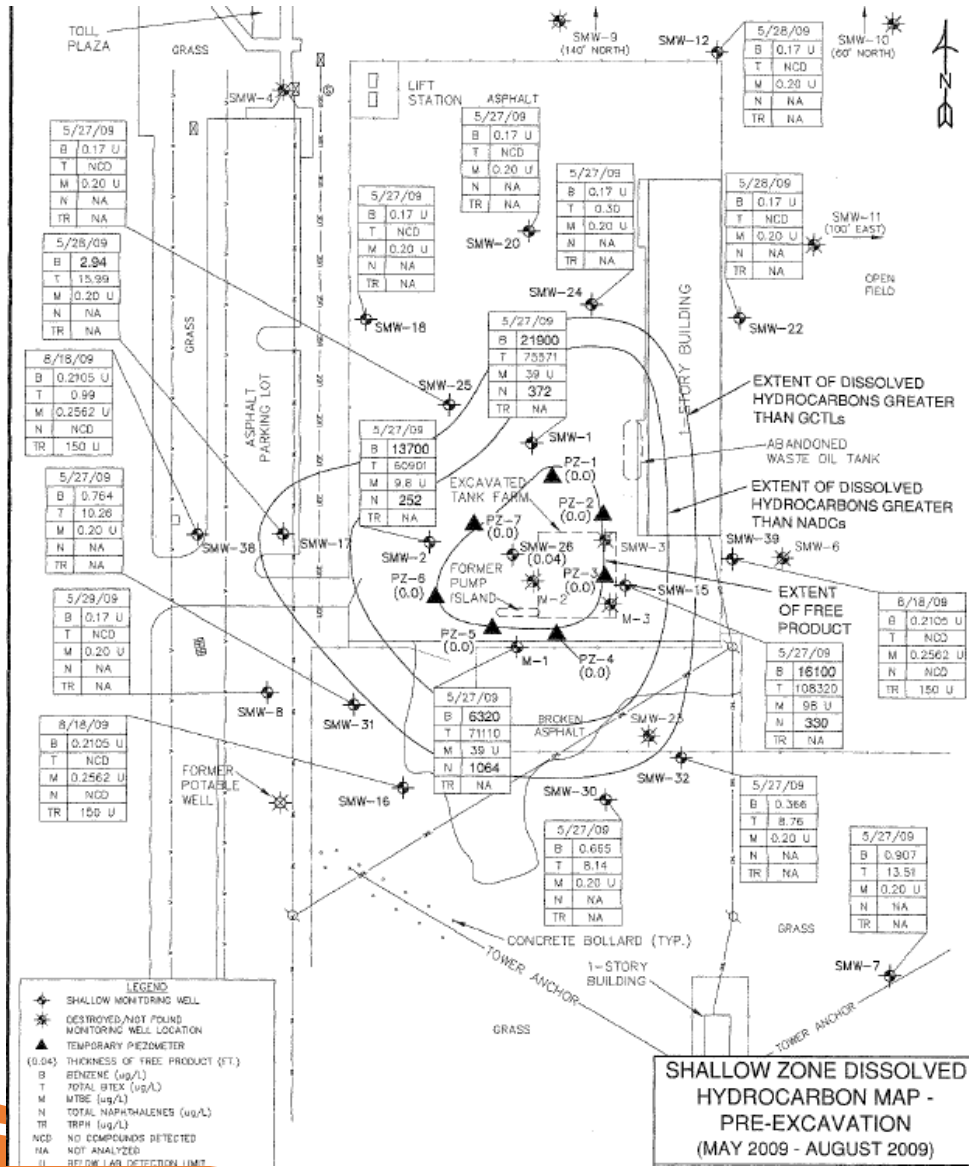 TOLL
PLAZA
GRASS
SMW-4
LIFT
STATION
ASPHALT
SMW-9
(140' NORTH)
SMW-12
5/28/09
B 0.17 U
T NCD
M 0.20 U
N NA
TR NA
SMW-10
(60' NORTH)
N
5/27/09
B 0.17 U
T NCD
M 0.20 U
N NA
TR NA
5/27/09
B 0.17 U
T NCD
M 0.20 U
N NA
TR NA
SMW-20
5/27/09
B 0.17 U
T NCD
M 0.20 U
N NA
TR NA
SMW-18
5/27/09
B 0.17 U
T 0.30
M 0.20 U
N NA
TR NA
SMW-24
5/28/09
B 0.17 U
T NCD
M 0.20 U
N NA
TR NA
SMW-22
SMW-11
(100' EAST)
OPEN
FIELD
5/28/09
B 2.94
T 15.99
M 0.20 U
N NA
TR NA
GRASS
ASPHALT
PARKING LOT
1-STORY BUILDING
8/18/09
B 0.2105 U
T 0.99
M 0.2562 U
N NCD
TR 150 U
SMW-25
5/27/09
B 21900
T 75571
M 39 U
N 372
TR NA
SMW-1
EXTENT OF DISSOLVED
HYDROCARBONS GREATER
THAN GCTLs
ABANDONED
WASTE OIL TANK
EXTENT OF DISSOLVED
HYDROCARBONS GREATER
THAN NADCs
5/27/09
B 13700
T 60901
M 9.8 U
N 252
TR NA
SMW-2
EXCAVATED
TANK FARM
PZ-1
(0.0)
PZ-2
(0.0)
PZ-7
(0.0)
SMW-26
(0.04)
SMW-3
5/27/09
B 0.764
T 10.26
M 0.20 U
N NA
TR NA
SMW-38
SMW-17
SMW-39
SMW-6
PZ-6
(0.0)
FORMER
PUMP
ISLAND
M-2
PZ-3
(0.0)
SMW-15
M-3
EXTENT
OF FREE
PRODUCT
PZ-5
(0.0)
M-1
PZ-4
(0.0)
5/29/09
B 0.17 U
T NCD
M 0.20 U
N NA
TR NA
SMW-8
SMW-31
8/18/09
B 0.2105 U
T NCD
M 0.2562 U
N NCD
TR 150 U
5/27/09
B 16100
T 108320
M 98 U
N 330
TR NA
5/27/09
B 6320
T 71110
M 39 U
N 1064
TR NA
BROKEN
ASPHALT
SMW-23
SMW-32
8/18/09
B 0.2105 U
T NCD
M 0.2562 U
N NCD
TR 150 U
FORMER
POTABLE
WELL
SMW-16
SMW-30
5/27/09
B 0.665
T 8.14
M 0.20 U
N NA
TR NA
5/27/09
B 0.366
T 8.76
M 0.20 U
N NA
TR NA
5/27/09
B 0.907
T 13.51
M 0.20 U
N NA
TR NA
GRASS
SMW-7
CONCRETE BOLLARD (TYP.)
TOWER ANCHOR
1-STORY
BUILDING
TOWER ANCHOR
GRASS
LEGEND
SHALLOW MONITORING WELL
DESTROYED/NOT FOUND
MONITORING WELL LOCATION
TEMPORARY PIEZOMETER
(0.04) THICKNESS OF FREE PRODUCT (FT.)
B BENZENE (ug/L)
T TOTAL BTEX (ug/L)
M MTBE (ug/L)
N TOTAL NAPHTHALENES (ug/L)
TR TRPH (ug/L)
NCD NO COMPOUNDS DETECTED
NA NOT ANALYZED
U BELOW LAB DETECTION LIMIT
SHALLOW ZONE DISSOLVED
HYDROCARBON MAP -
PRE-EXCAVATION
(MAY 2009 - AUGUST 2009)